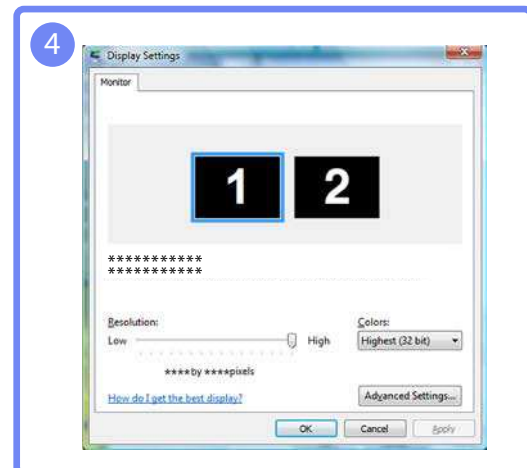 4
Display Settings
Monitor
1 2
***********
***********
Resolution:
Low High
****by ****pixels
Colors:
Highest (32 bit)
How do I get the best display?
Advanced Settings...
OK Cancel Apply